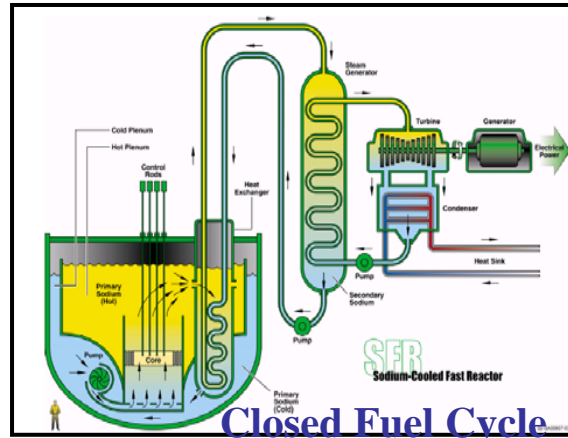 Steam
Generator
Turbine
Generator
Electrical
Power
Cold Plenum
Hot Plenum
Control
Rods
Heat
Exchanger
Condenser
Heat Sink
Pump
Primary
Sodium
(Hot)
Secondary
Sodium
Pump
Pump
Core
Primary
Sodium
(Cold)
SFR
Sodium-Cooled Fast Reactor
Closed Fuel Cycle